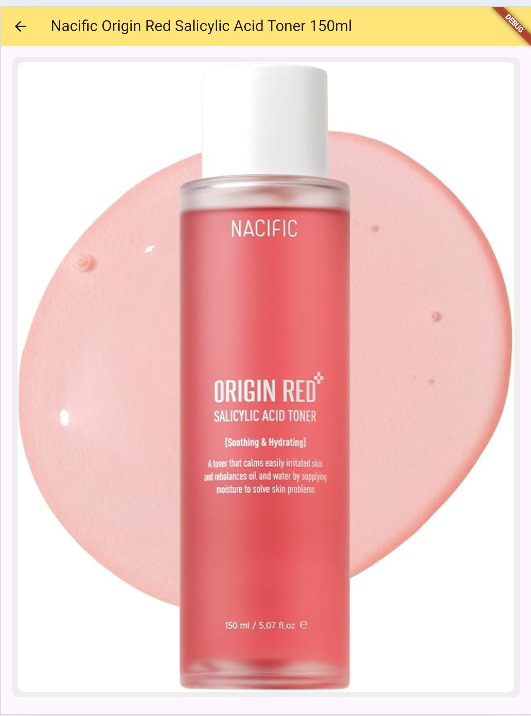 Nacific Origin Red Salicylic Acid Toner 150ml
DEBUG
NACIFIC
ORIGIN RED
SALICYLIC ACID TONER
[Soothing & Hydrating]
A toner that calms easily irritated skin
and rebalances oil and water by supplying
moisture to solve skin problems
150 ml / 5.07 fl.oz ℮